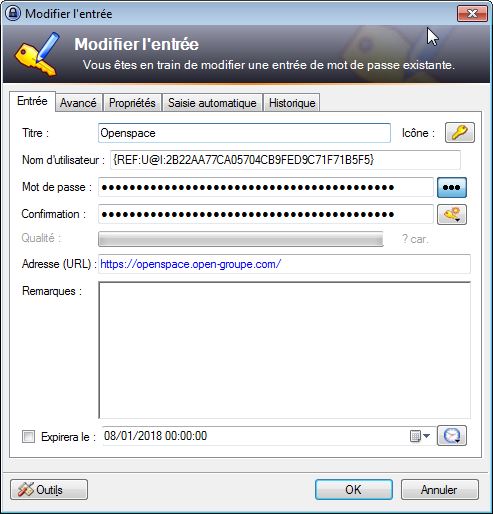 Modifier l'entrée
Modifier l'entrée
Vous êtes en train de modifier une entrée de mot de passe existante.
Entrée Avancé Propriétés Saisie automatique Historique
Titre : Openspace Icône :
Nom d'utilisateur : {REF:U@I:2B22AA77CA05704CB9FED9C71F71B5F5}
Mot de passe : ●●●●●●●●●●●●●●●●●●●●●●●●●●●●●●●●●●●●●●●●●● ●●●
Confirmation : ●●●●●●●●●●●●●●●●●●●●●●●●●●●●●●●●●●●●●●●●●●
Qualité : ? car.
Adresse (URL) : https://openspace.open-groupe.com/
Remarques :
Expirera le : 08/01/2018 00:00:00
Outils OK Annuler